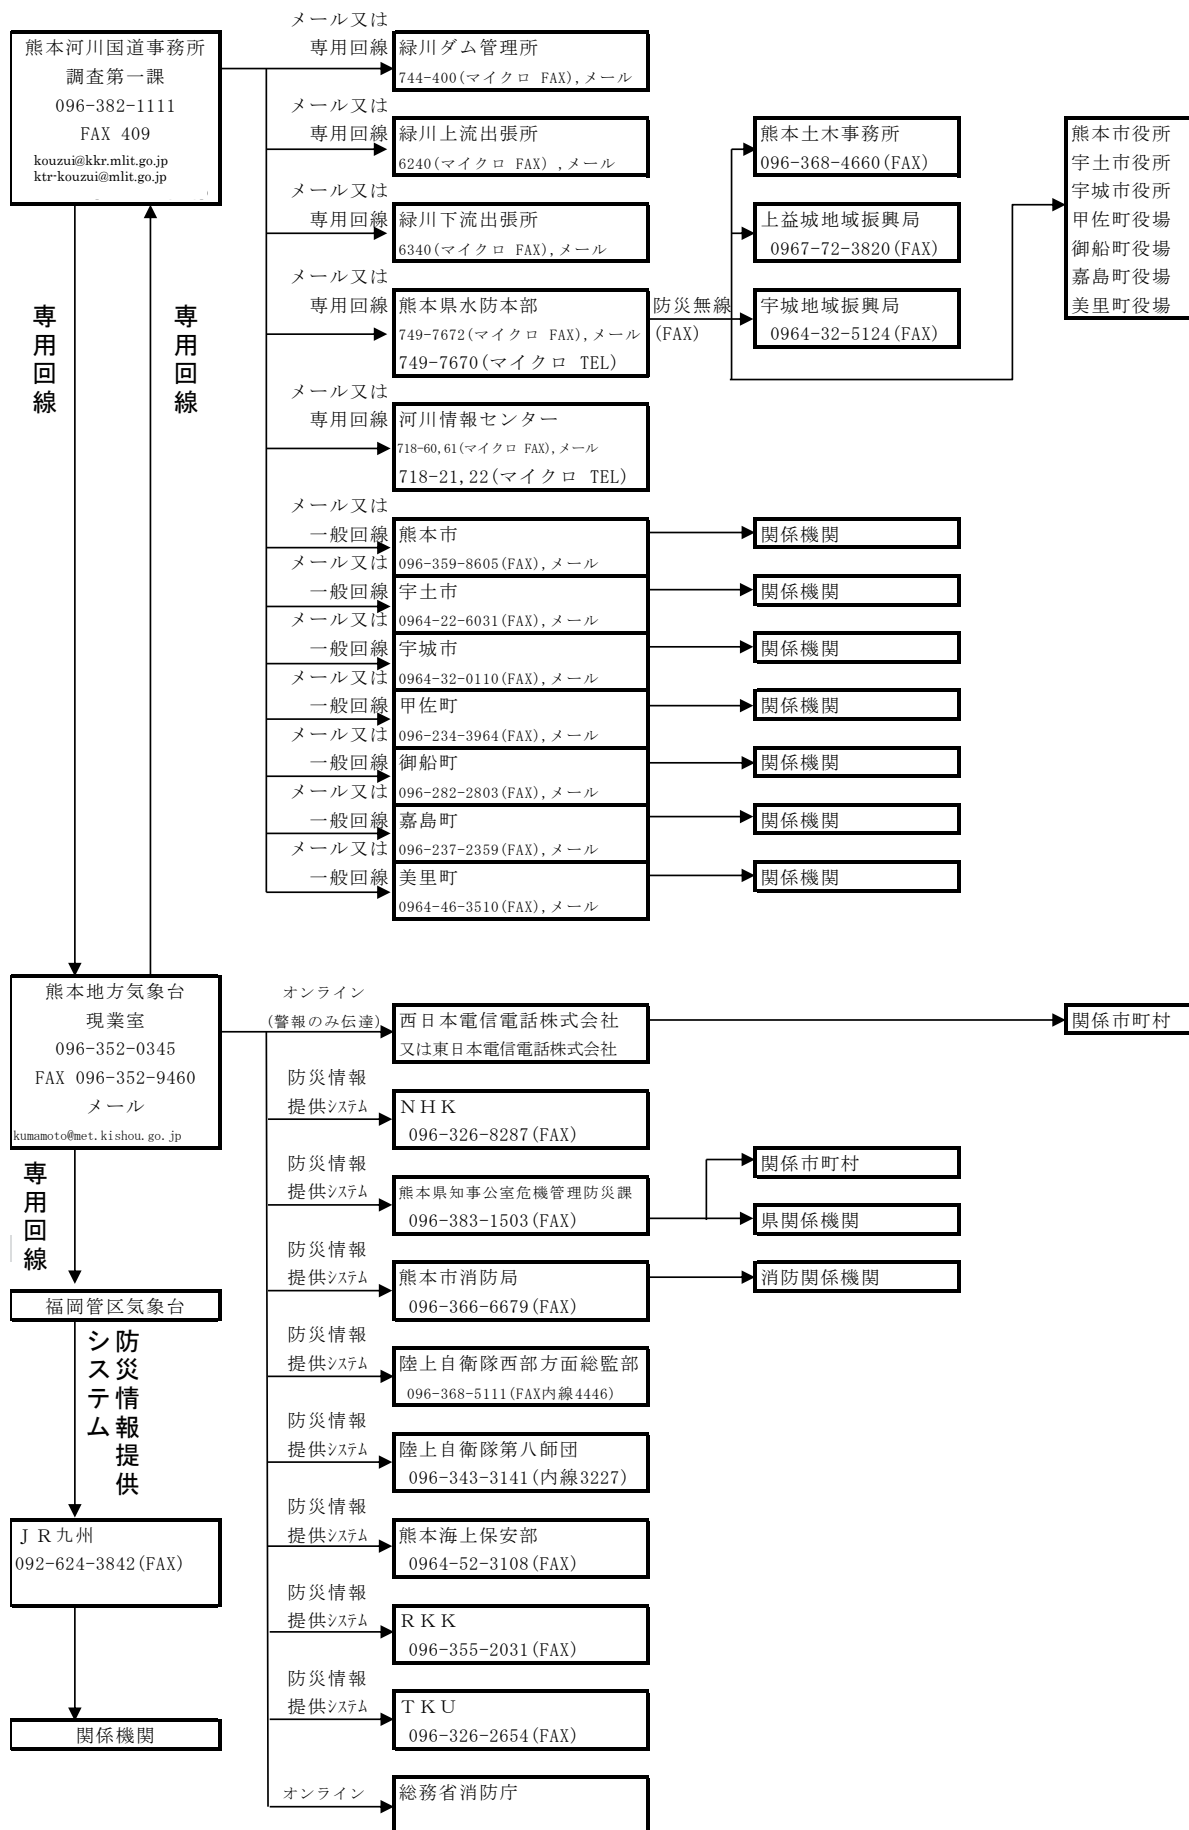 熊本河川国道事務所
調査第一課
096-382-1111
FAX 409
kouzui@kkr.mlit.go.jp
ktr-kouzui@mlit.go.jp
専用回線
専用回線
メール又は
専用回線
緑川ダム管理所
744-400(マイクロ FAX),メール
メール又は
専用回線
緑川上流出張所
6240(マイクロ FAX) ,メール
メール又は
専用回線
緑川下流出張所
6340(マイクロ FAX),メール
メール又は
専用回線
熊本県水防本部
749-7672(マイクロ FAX),メール
749-7670(マイクロ TEL)
防災無線
(FAX)
熊本土木事務所
096-368-4660(FAX)
上益城地域振興局
0967-72-3820(FAX)
宇城地域振興局
0964-32-5124(FAX)
熊本市役所
宇土市役所
宇城市役所
甲佐町役場
御船町役場
嘉島町役場
美里町役場
メール又は
専用回線
河川情報センター
718-60,61(マイクロ FAX),メール
718-21,22(マイクロ TEL)
メール又は
一般回線
熊本市
096-359-8605(FAX),メール
関係機関
メール又は
一般回線
宇土市
0964-22-6031(FAX),メール
関係機関
メール又は
一般回線
宇城市
0964-32-0110(FAX),メール
関係機関
メール又は
一般回線
甲佐町
096-234-3964(FAX),メール
関係機関
メール又は
一般回線
御船町
096-282-2803(FAX),メール
関係機関
メール又は
一般回線
嘉島町
096-237-2359(FAX),メール
関係機関
メール又は
一般回線
美里町
0964-46-3510(FAX),メール
関係機関
熊本地方気象台
現業室
096-352-0345
FAX 096-352-9460
メール
kumamoto@met.kishou.go.jp
専用回線
福岡管区気象台
防災情報提供
システム
JR九州
092-624-3842(FAX)
関係機関
オンライン
(警報のみ伝達)
西日本電信電話株式会社
又は東日本電信電話株式会社
関係市町村
防災情報
提供システム
NHK
096-326-8287(FAX)
防災情報
提供システム
熊本県知事公室危機管理防災課
096-383-1503(FAX)
関係市町村
県関係機関
防災情報
提供システム
熊本市消防局
096-366-6679(FAX)
消防関係機関
防災情報
提供システム
陸上自衛隊西部方面総監部
096-368-5111(FAX内線4446)
防災情報
提供システム
陸上自衛隊第八師団
096-343-3141(内線3227)
防災情報
提供システム
熊本海上保安部
0964-52-3108(FAX)
防災情報
提供システム
RKK
096-355-2031(FAX)
防災情報
提供システム
TKU
096-326-2654(FAX)
オンライン
総務省消防庁